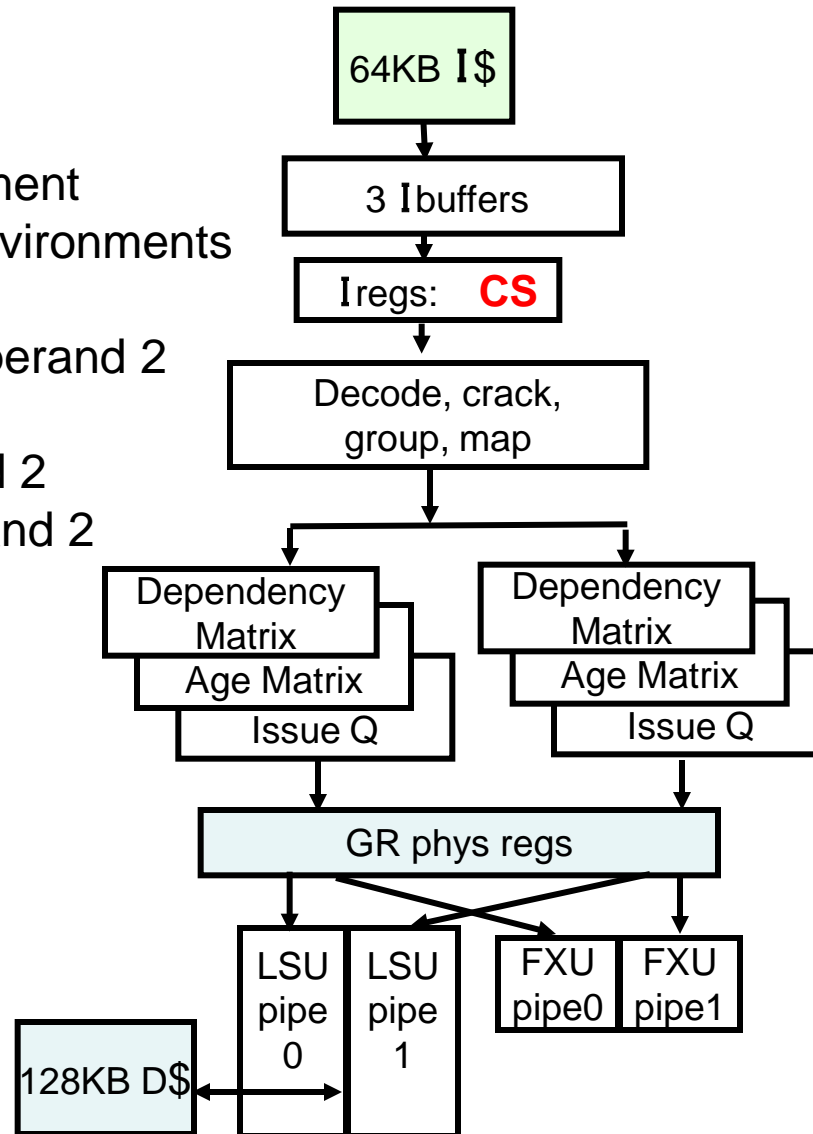 64KB I$
ment
3 Ibuffers
vironments
Iregs: CS
perand 2
Decode, crack,
group, map
d 2
nd 2
Dependency
Matrix
Age Matrix
Issue Q
Dependency
Matrix
Age Matrix
Issue Q
GR phys regs
LSU
pipe
0
LSU
pipe
1
FXU
pipe0
FXU
pipe1
128KB D$